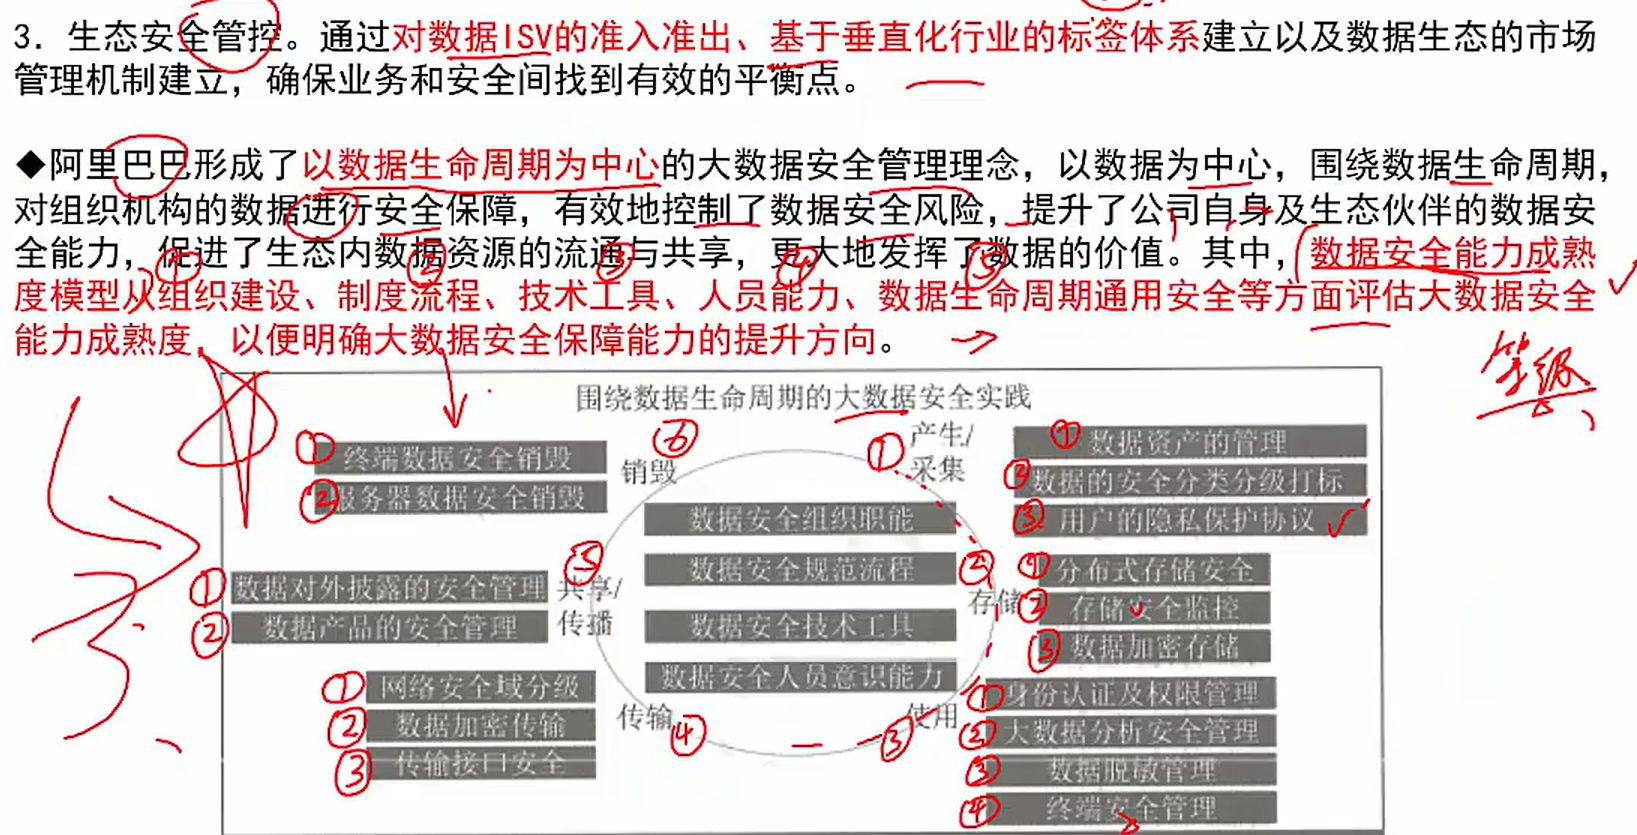 3. 生态安全管控。通过对数据ISV的准入准出、基于垂直化行业的标签体系建立以及数据生态的市场
管理机制建立，确保业务和安全间找到有效的平衡点。
◆阿里巴巴形成了以数据生命周期为中心的大数据安全管理理念，以数据为中心，围绕数据生命周期，
对组织机构的数据进行安全保障，有效地控制了数据安全风险，提升了公司自身及生态伙伴的数据安
全能力，促进了生态内数据资源的流通与共享，更大地发挥了数据的价值。其中，数据安全能力成熟
度模型从组织建设、制度流程、技术工具、人员能力、数据生命周期通用安全等方面评估大数据安全
能力成熟度，以便明确大数据安全保障能力的提升方向。
① ② ③ ④ ⑤
等级
围绕数据生命周期的大数据安全实践
① 产生/
采集
① 数据资产的管理
② 数据的安全分类分级打标
③ 用户的隐私保护协议
② 存储
① 分布式存储安全
② 存储安全监控
③ 数据加密存储
③ 使用
① 身份认证及权限管理
② 大数据分析安全管理
③ 数据脱敏管理
④ 终端安全管理
④ 传输
① 网络安全域分级
② 数据加密传输
③ 传输接口安全
⑤ 共享/
传播
① 数据对外披露的安全管理
② 数据产品的安全管理
⑥ 销毁
① 终端数据安全销毁
② 服务器数据安全销毁
数据安全组织职能
数据安全规范流程
数据安全技术工具
数据安全人员意识能力